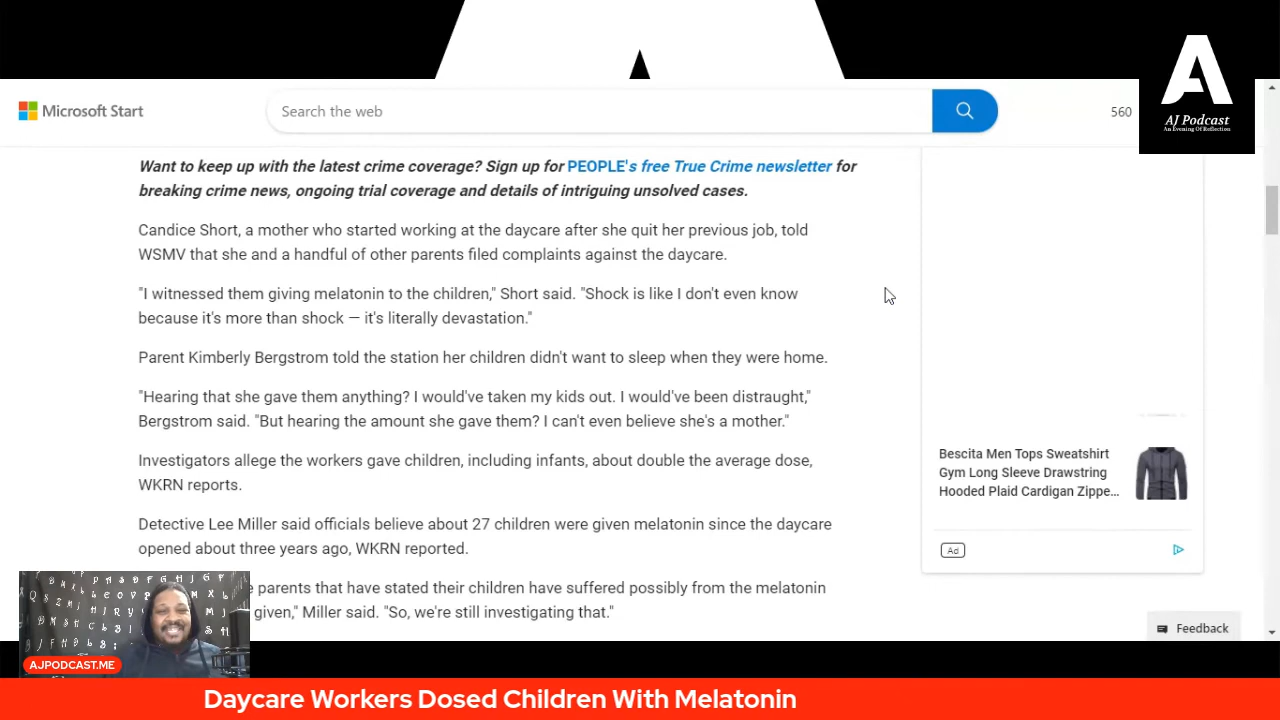 A
AJ Podcast
An Evening Of Reflection
Microsoft Start
Search the web
560
Want to keep up with the latest crime coverage? Sign up for PEOPLE's free True Crime newsletter for
breaking crime news, ongoing trial coverage and details of intriguing unsolved cases.
Candice Short, a mother who started working at the daycare after she quit her previous job, told
WSMV that she and a handful of other parents filed complaints against the daycare.
"I witnessed them giving melatonin to the children," Short said. "Shock is like I don't even know
because it's more than shock — it's literally devastation."
Parent Kimberly Bergstrom told the station her children didn't want to sleep when they were home.
"Hearing that she gave them anything? I would've taken my kids out. I would've been distraught,"
Bergstrom said. "But hearing the amount she gave them? I can't even believe she's a mother."
Investigators allege the workers gave children, including infants, about double the average dose,
WKRN reports.
Detective Lee Miller said officials believe about 27 children were given melatonin since the daycare
opened about three years ago, WKRN reported.
parents that have stated their children have suffered possibly from the melatonin
given," Miller said. "So, we're still investigating that."
Bescita Men Tops Sweatshirt
Gym Long Sleeve Drawstring
Hooded Plaid Cardigan Zippe...
Ad
Feedback
AJPODCAST.ME
Daycare Workers Dosed Children With Melatonin